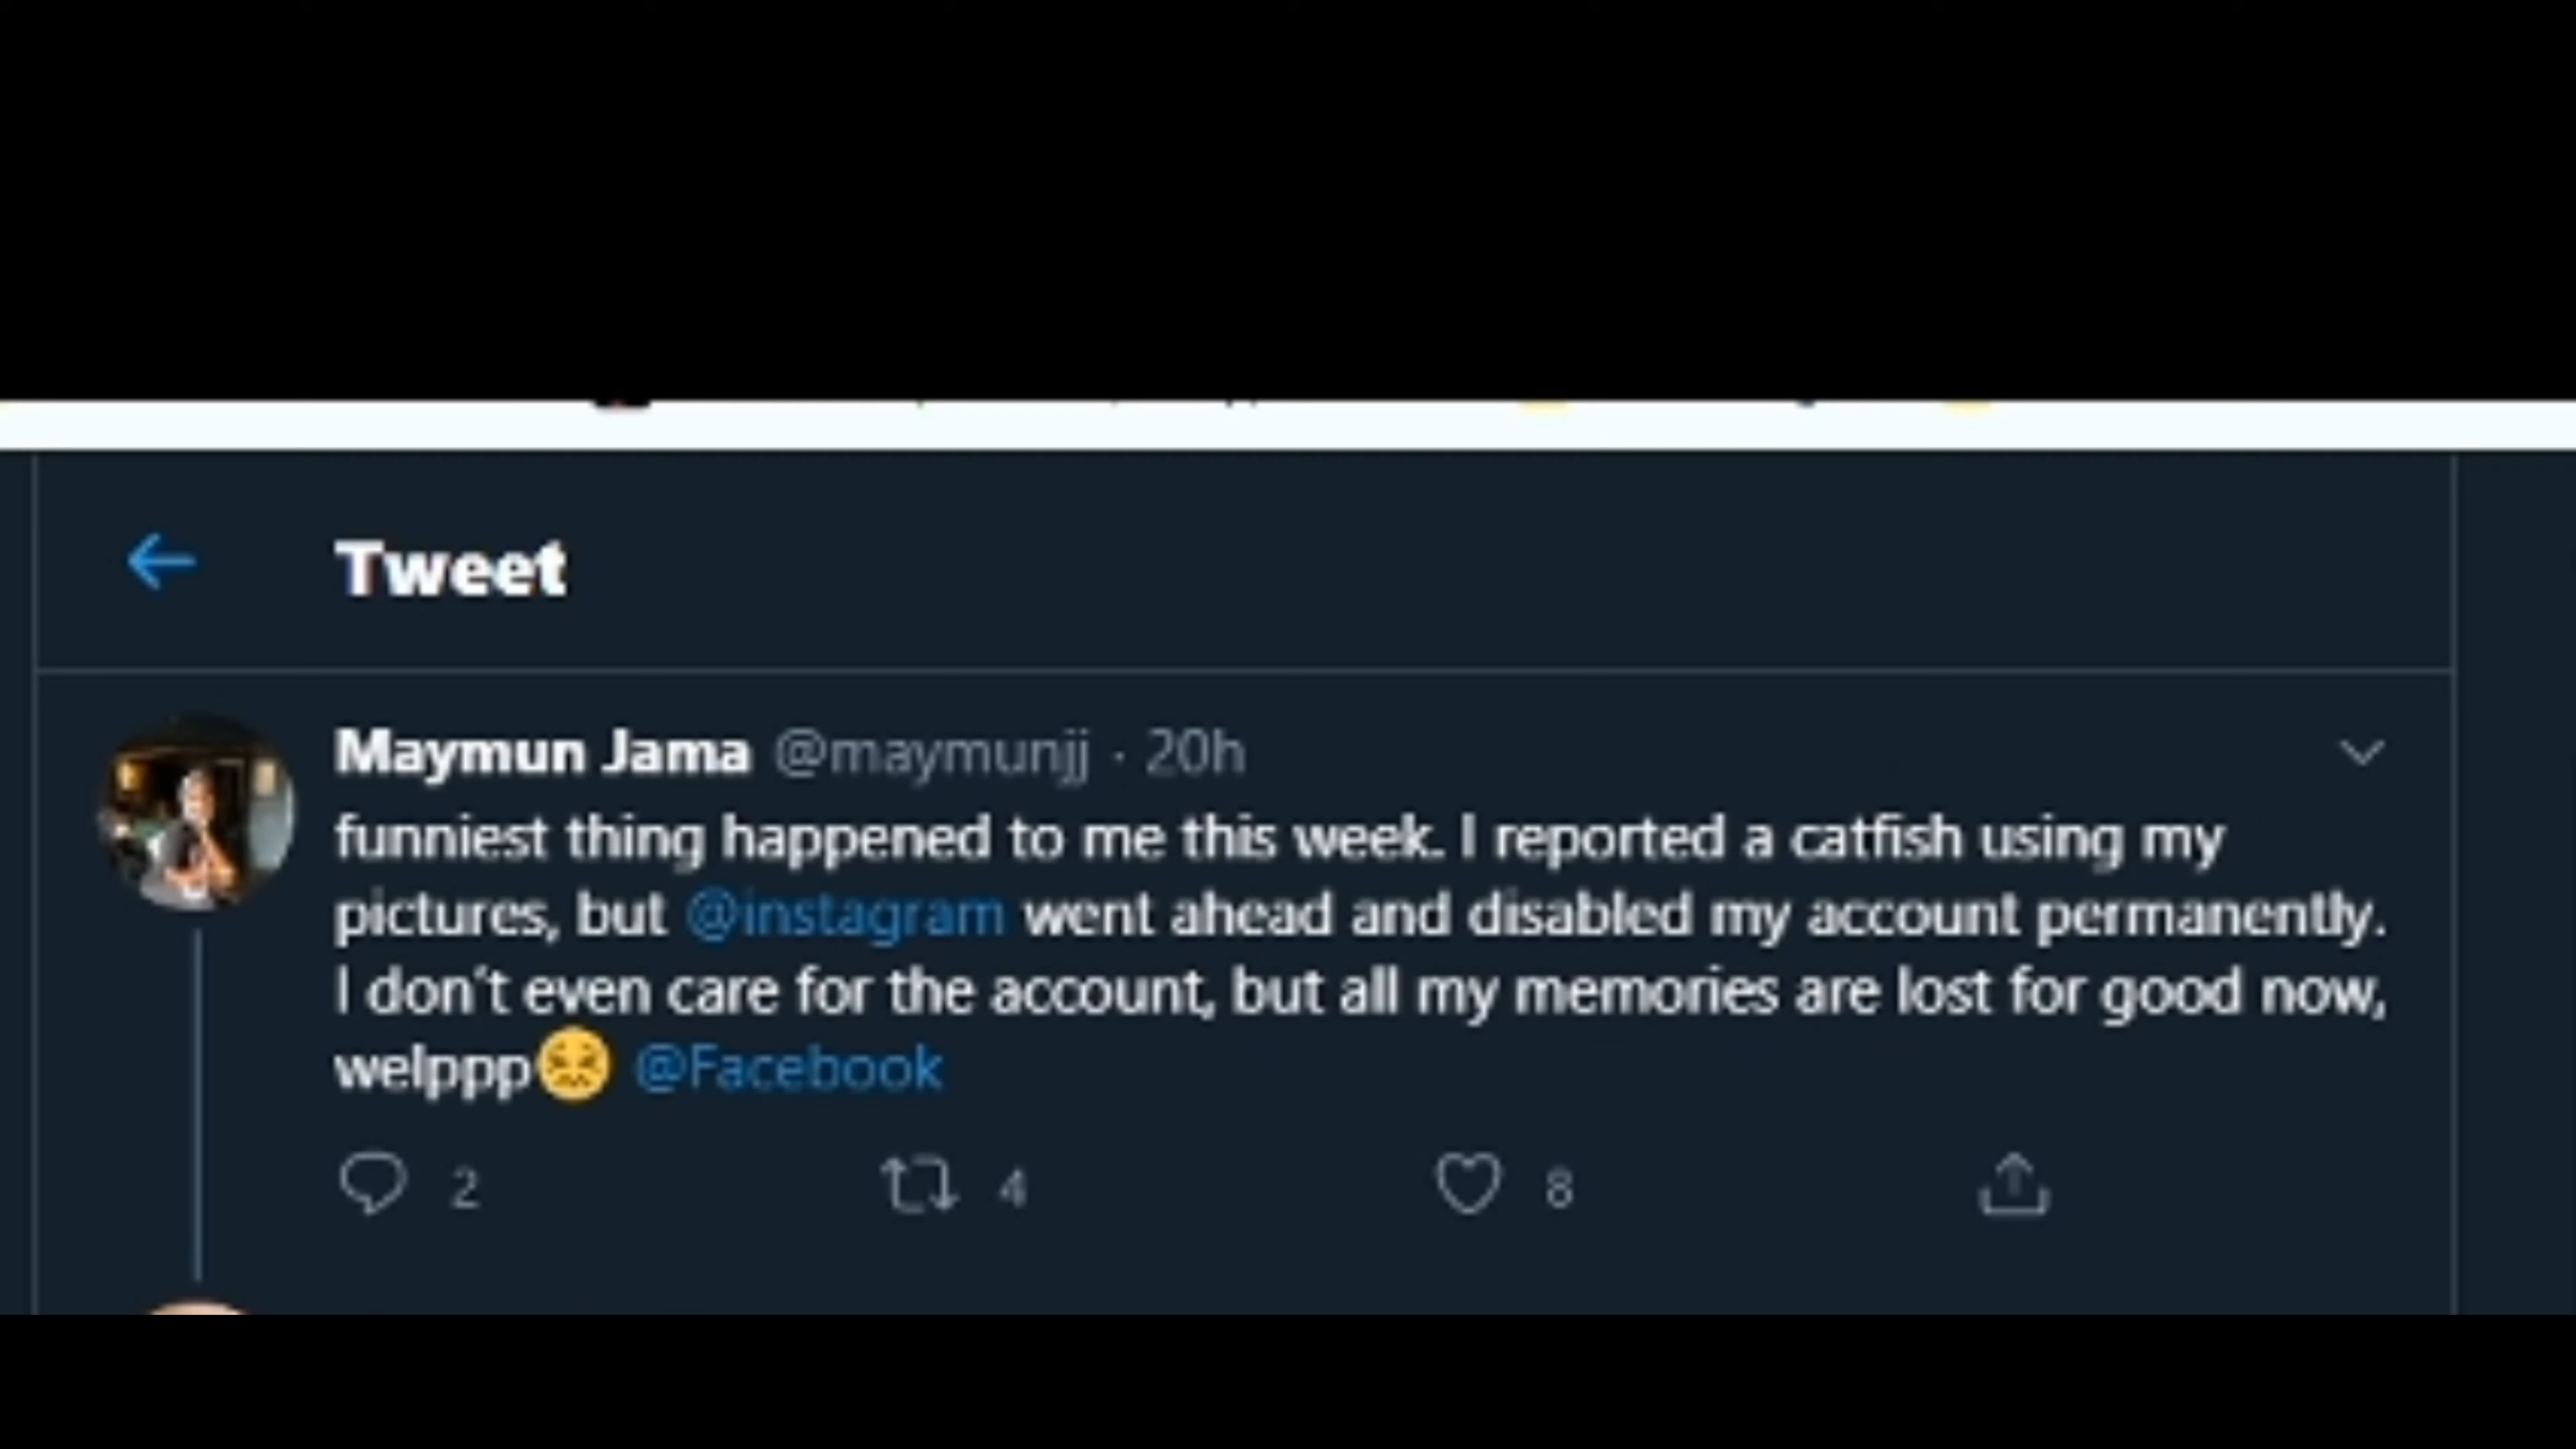 Tweet
Maymun Jama @maymunjj · 20h
funniest thing happened to me this week. I reported a catfish using my
pictures, but @instagram went ahead and disabled my account permanently.
I don't even care for the account, but all my memories are lost for good now,
welppp😖 @Facebook
2 4 8